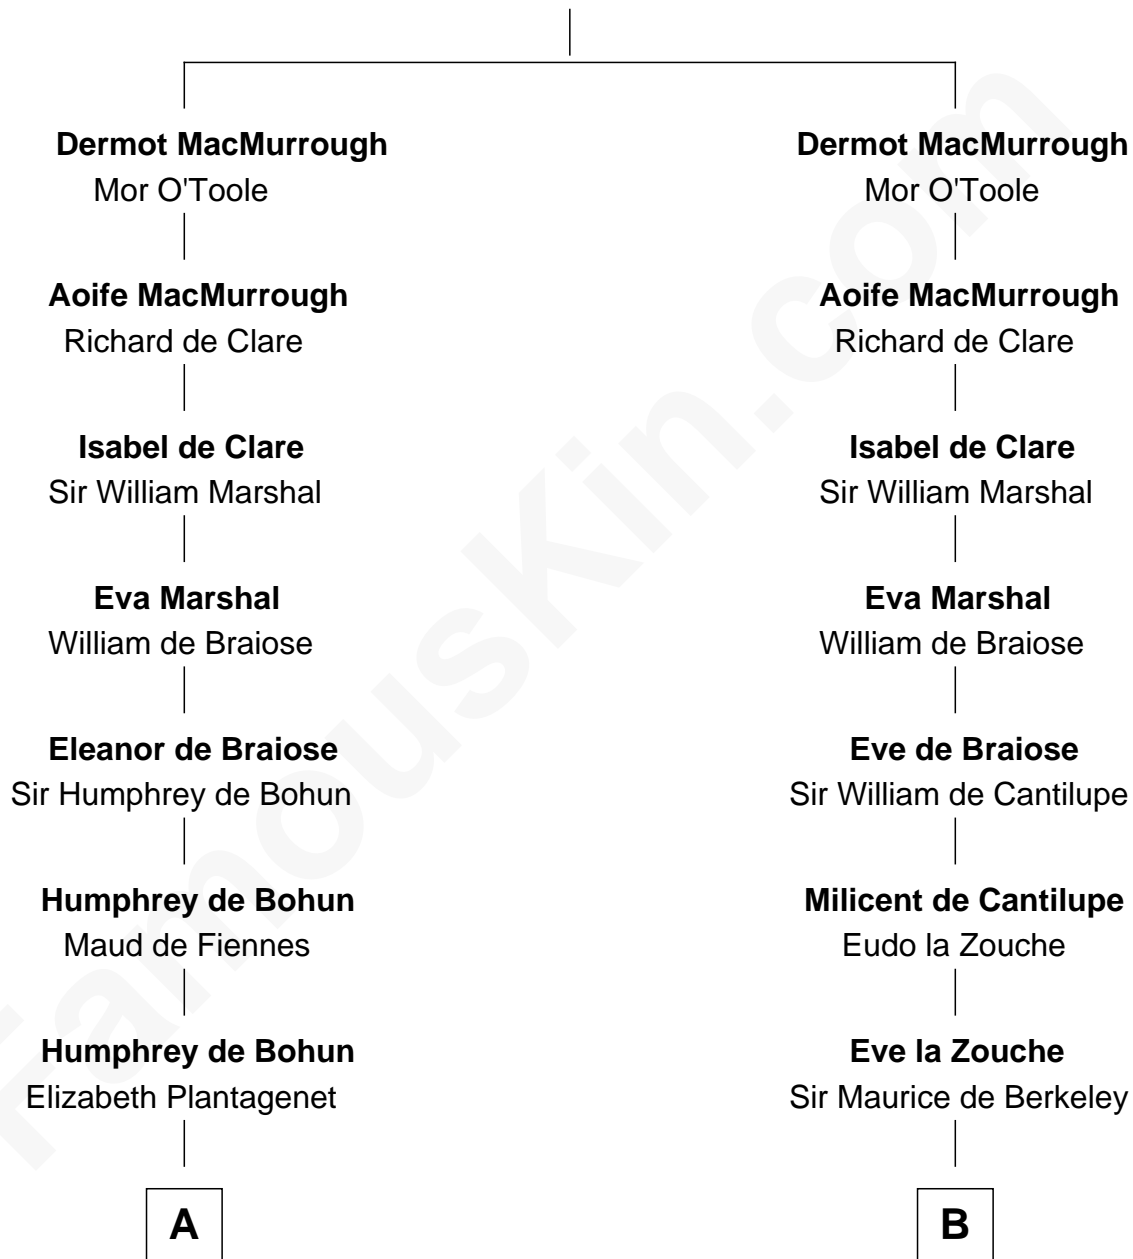 Dermot MacMurrough
Mor O'Toole
Aoife MacMurrough
Richard de Clare
Isabel de Clare
Sir William Marshal
Eva Marshal
William de Braiose
Eleanor de Braiose
Sir Humphrey de Bohun
Humphrey de Bohun
Maud de Fiennes
Humphrey de Bohun
Elizabeth Plantagenet
A
Dermot MacMurrough
Mor O'Toole
Aoife MacMurrough
Richard de Clare
Isabel de Clare
Sir William Marshal
Eva Marshal
William de Braiose
Eve de Braiose
Sir William de Cantilupe
Milicent de Cantilupe
Eudo la Zouche
Eve la Zouche
Sir Maurice de Berkeley
B
FamousKin.com